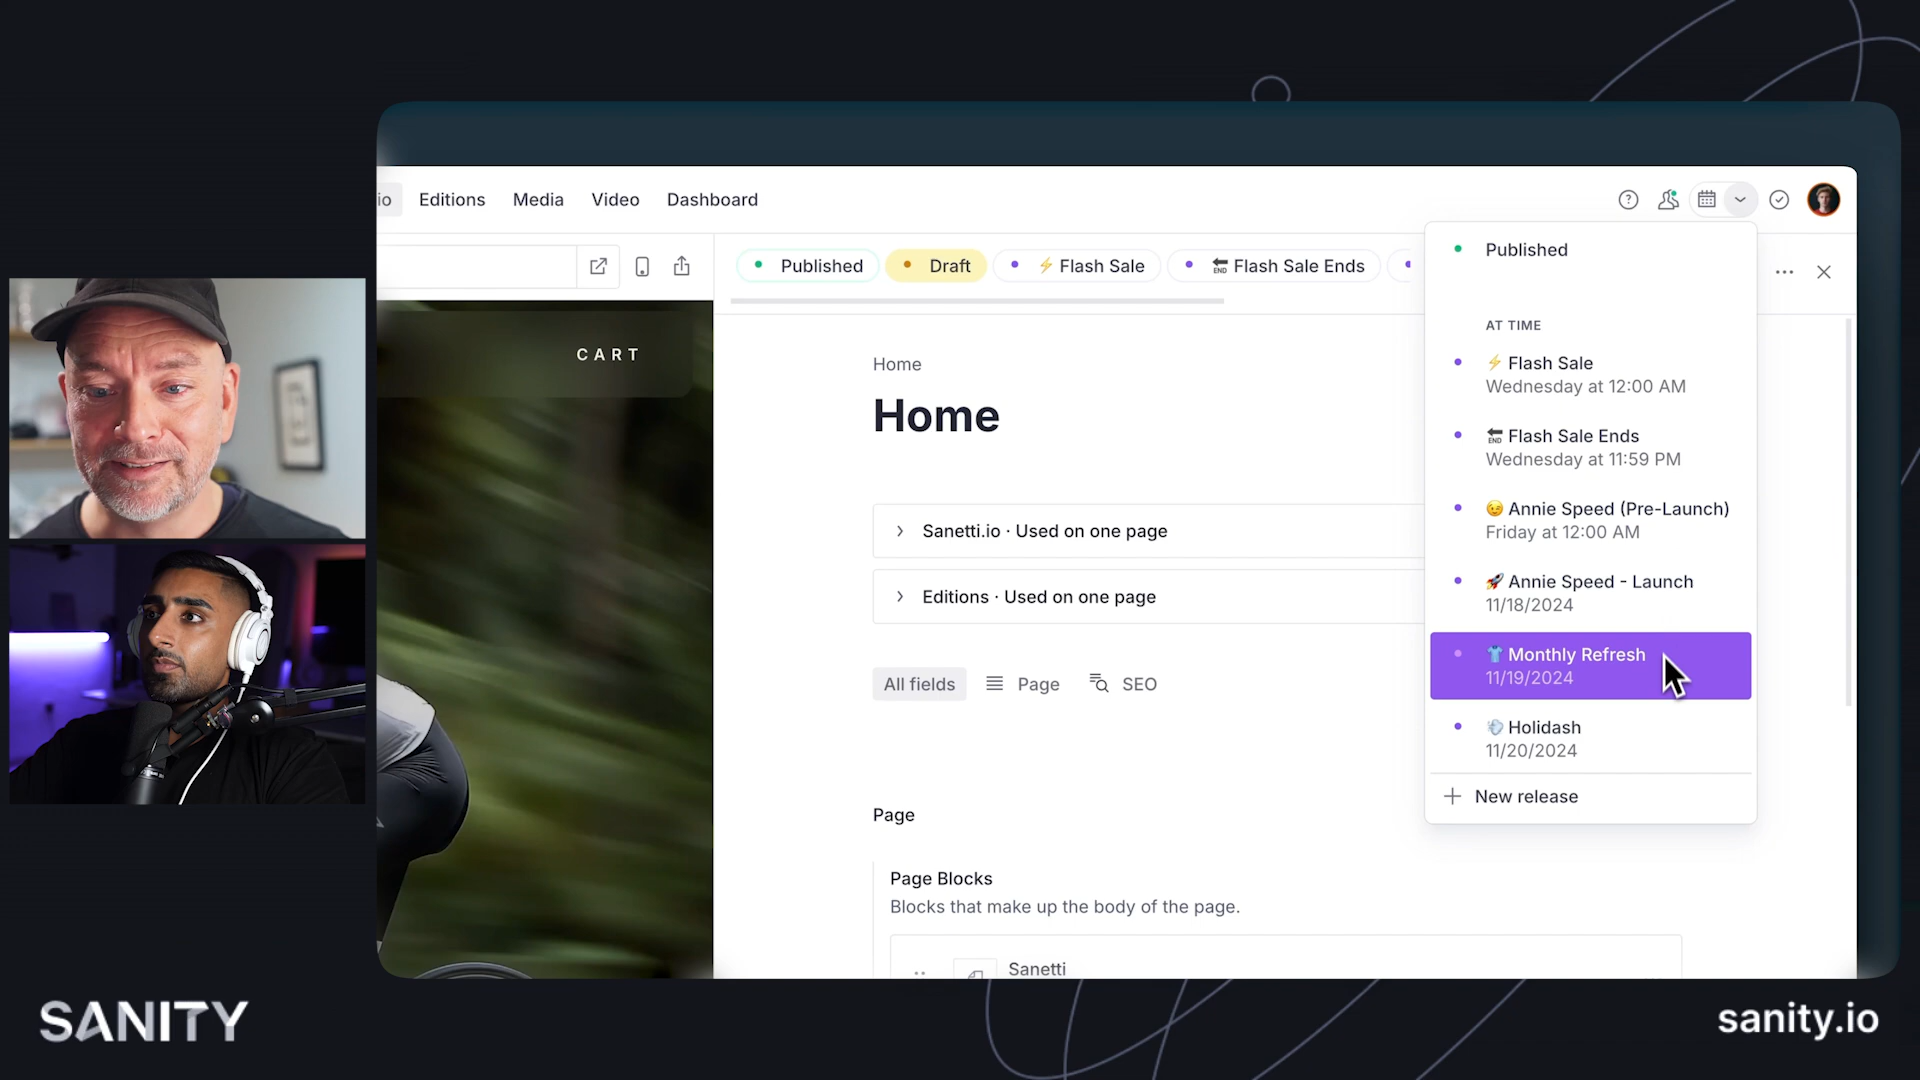 io Editions Media Video Dashboard
Published Draft ⚡ Flash Sale 🔚 Flash Sale Ends
CART
Home
Home
Sanetti.io · Used on one page
Editions · Used on one page
All fields Page SEO
Page
Page Blocks
Blocks that make up the body of the page.
Sanetti
Published
AT TIME
⚡ Flash Sale
Wednesday at 12:00 AM
🔚 Flash Sale Ends
Wednesday at 11:59 PM
😉 Annie Speed (Pre-Launch)
Friday at 12:00 AM
🚀 Annie Speed - Launch
11/18/2024
👕 Monthly Refresh
11/19/2024
💨 Holidash
11/20/2024
+ New release
SANITY
sanity.io